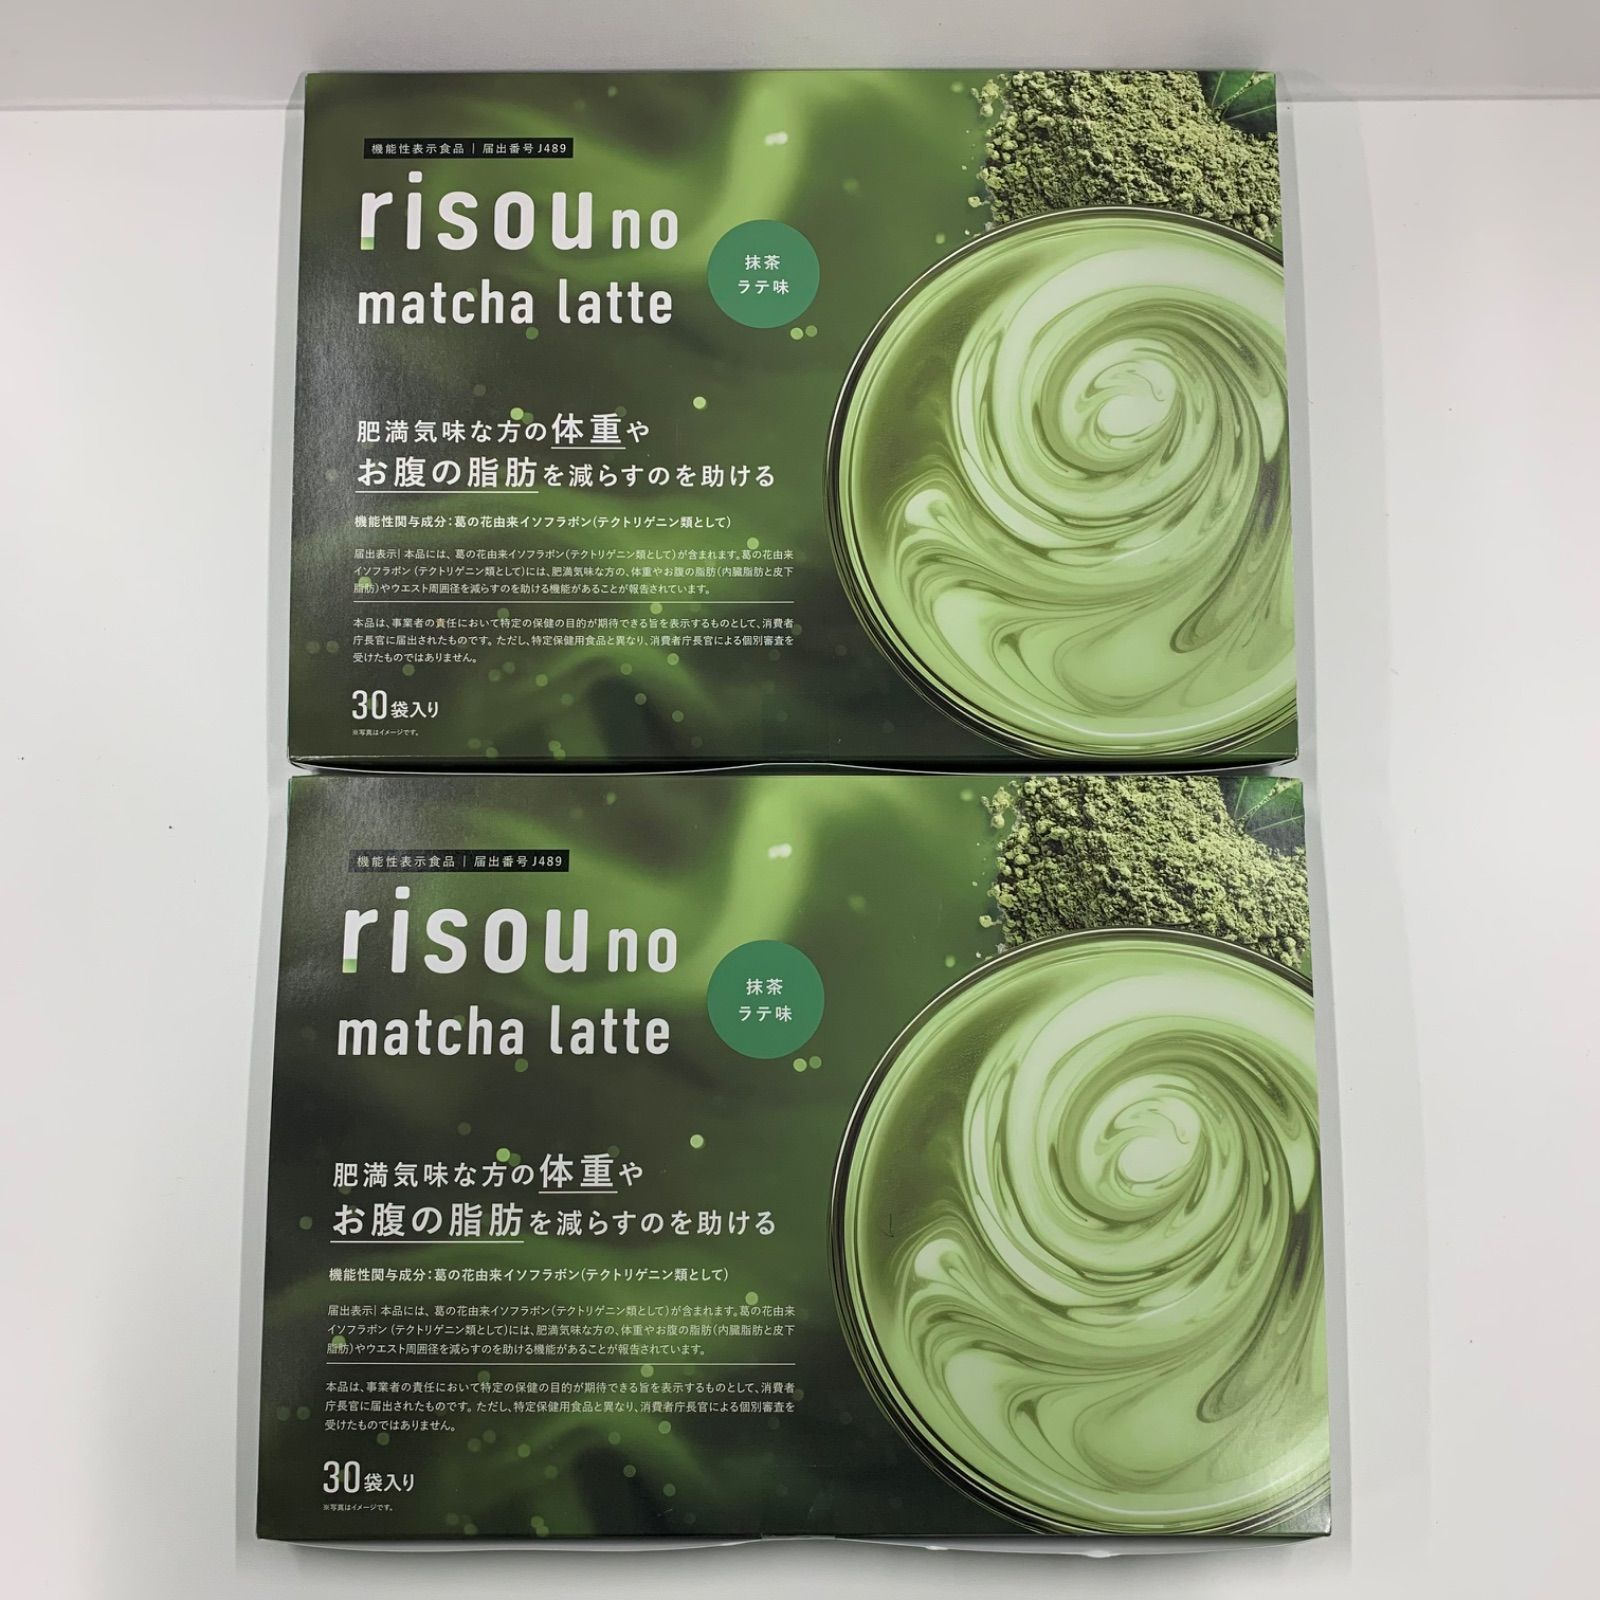 機能性表示食品 | 届出番号J489
risou no
matcha latte
抹茶
ラテ味
肥満気味な方の体重や
お腹の脂肪を減らすのを助ける
機能性関与成分:葛の花由来イソフラボン(テクトリゲニン類として)
届出表示| 本品には、葛の花由来イソフラボン(テクトリゲニン類として)が含まれます。葛の花由来
イソフラボン(テクトリゲニン類として)には、肥満気味な方の、体重やお腹の脂肪(内臓脂肪と皮下
脂肪)やウエスト周囲径を減らすのを助ける機能があることが報告されています。
本品は、事業者の責任において特定の保健の目的が期待できる旨を表示するものとして、消費者
庁長官に届出されたものです。ただし、特定保健用食品と異なり、消費者庁長官による個別審査を
受けたものではありません。
30袋入り
※写真はイメージです。
機能性表示食品 | 届出番号J489
risou no
matcha latte
抹茶
ラテ味
肥満気味な方の体重や
お腹の脂肪を減らすのを助ける
機能性関与成分:葛の花由来イソフラボン(テクトリゲニン類として)
届出表示| 本品には、葛の花由来イソフラボン(テクトリゲニン類として)が含まれます。葛の花由来
イソフラボン(テクトリゲニン類として)には、肥満気味な方の、体重やお腹の脂肪(内臓脂肪と皮下
脂肪)やウエスト周囲径を減らすのを助ける機能があることが報告されています。
本品は、事業者の責任において特定の保健の目的が期待できる旨を表示するものとして、消費者
庁長官に届出されたものです。ただし、特定保健用食品と異なり、消費者庁長官による個別審査を
受けたものではありません。
30袋入り
※写真はイメージです。